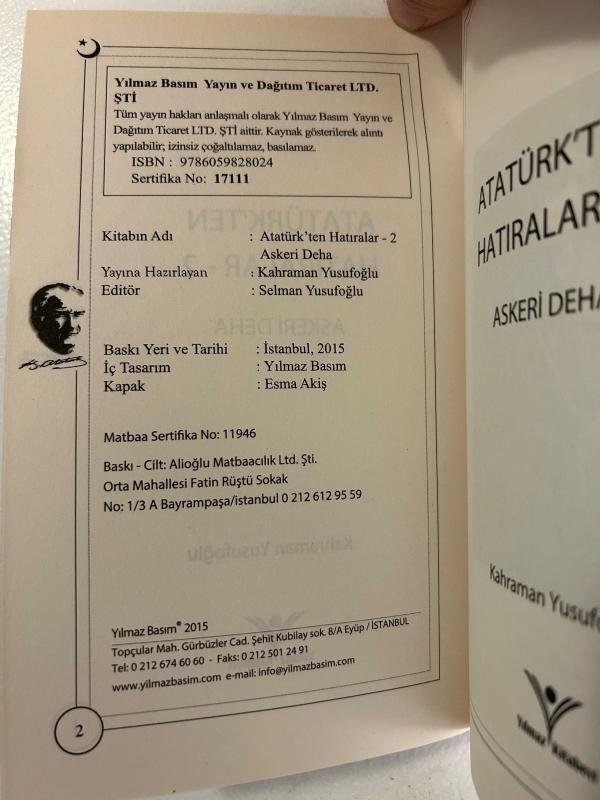 Yılmaz Basım Yayın ve Dağıtım Ticaret LTD.
ŞTİ
Tüm yayın hakları anlaşmalı olarak Yılmaz Basım Yayın ve
Dağıtım Ticaret LTD. ŞTİ aittir. Kaynak gösterilerek alıntı
yapılabilir; izinsiz çoğaltılamaz, basılamaz.
ISBN : 9786059828024
Sertifika No: 17111
Kitabın Adı : Atatürk'ten Hatıralar - 2
Askeri Deha
Yayına Hazırlayan : Kahraman Yusufoğlu
Editör : Selman Yusufoğlu
Baskı Yeri ve Tarihi : İstanbul, 2015
İç Tasarım : Yılmaz Basım
Kapak : Esma Akiş
Matbaa Sertifika No: 11946
Baskı - Cilt: Alioğlu Matbaacılık Ltd. Şti.
Orta Mahallesi Fatin Rüştü Sokak
No: 1/3 A Bayrampaşa/istanbul 0 212 612 95 59
Yılmaz Basım® 2015
Topçular Mah. Gürbüzler Cad. Şehit Kubilay sok. 8/A Eyüp / İSTANBUL
Tel: 0 212 674 60 60 - Faks: 0 212 501 24 91
www.yilmazbasim.com e-mail: info@yilmazbasim.com
2
ATATÜRK'T
HATIRALAR
ASKERİ DEHA
Kahraman Yusufo
Yılmaz Kitabevi